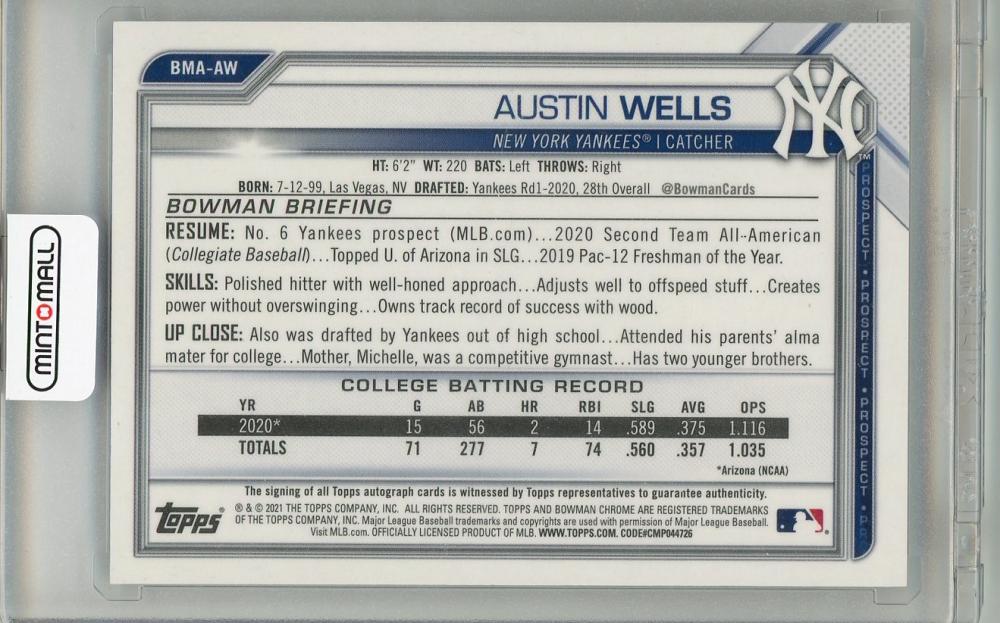 BMA-AW
AUSTIN WELLS
NEW YORK YANKEES® | CATCHER
NY
TM
HT: 6'2" WT: 220 BATS: Left THROWS: Right
BORN: 7-12-99, Las Vegas, NV DRAFTED: Yankees Rd1-2020, 28th Overall @BowmanCards
BOWMAN BRIEFING
RESUME: No. 6 Yankees prospect (MLB.com)...2020 Second Team All-American
(Collegiate Baseball)...Topped U. of Arizona in SLG...2019 Pac-12 Freshman of the Year.
SKILLS: Polished hitter with well-honed approach...Adjusts well to offspeed stuff...Creates
power without overswinging...Owns track record of success with wood.
UP CLOSE: Also was drafted by Yankees out of high school...Attended his parents' alma
mater for college...Mother, Michelle, was a competitive gymnast...Has two younger brothers.
COLLEGE BATTING RECORD
YR G AB HR RBI SLG AVG OPS
2020* 15 56 2 14 .589 .375 1.116
TOTALS 71 277 7 74 .560 .357 1.035
*Arizona (NCAA)
The signing of all Topps autograph cards is witnessed by Topps representatives to guarantee authenticity.
Topps
® & © 2021 THE TOPPS COMPANY, INC. ALL RIGHTS RESERVED. TOPPS AND BOWMAN CHROME ARE REGISTERED TRADEMARKS
OF THE TOPPS COMPANY, INC. Major League Baseball trademarks and copyrights are used with permission of Major League Baseball.
Visit MLB.com. OFFICIALLY LICENSED PRODUCT OF MLB. WWW.TOPPS.COM. CODE#CMP044726
PROSPECT • PROSPECT • PROSPECT • PR
MINTOMALL